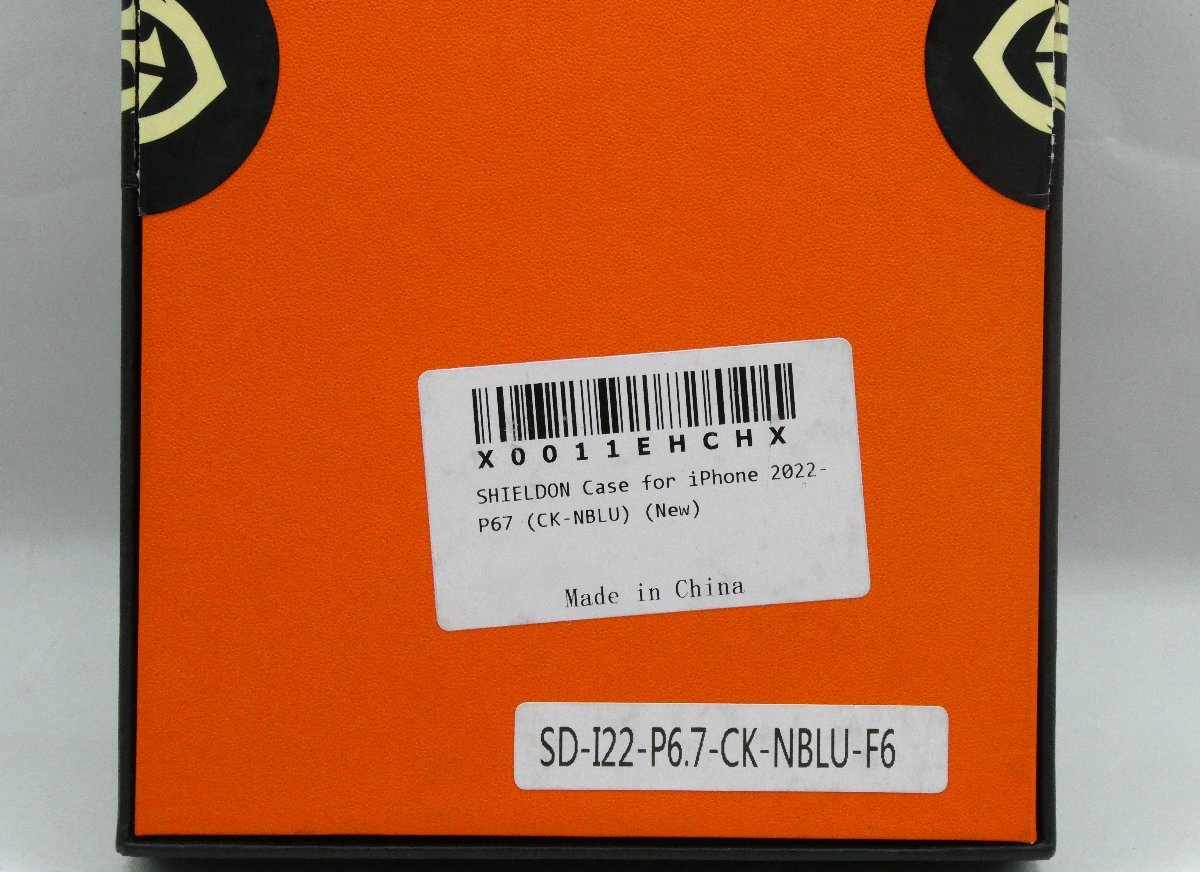 X0011EHCHX
SHIELDON Case for iPhone 2022-
P67 (CK-NBLU) (New)
Made in China
SD-I22-P6.7-CK-NBLU-F6